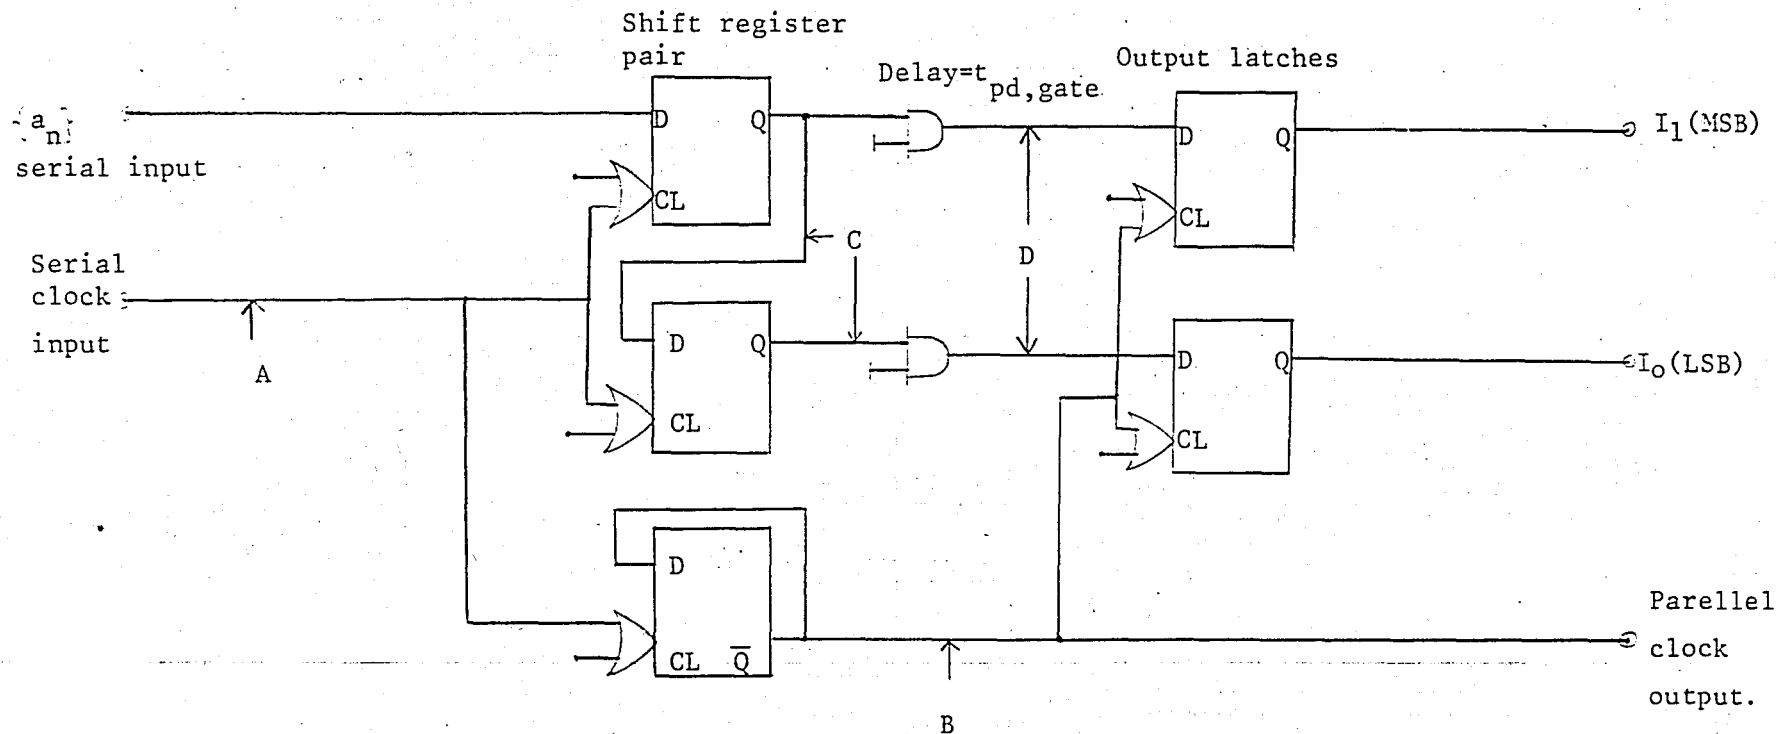 Shift register
pair
Delay=t
pd,gate
Output latches
{a
n}
serial input
D
Q
CL
D
Q
CL
I1(MSB)
Serial
clock
input
A
C
D
D
Q
CL
D
Q
CL
Io(LSB)
D
CL
Q̅
B
Parellel
clock
output.